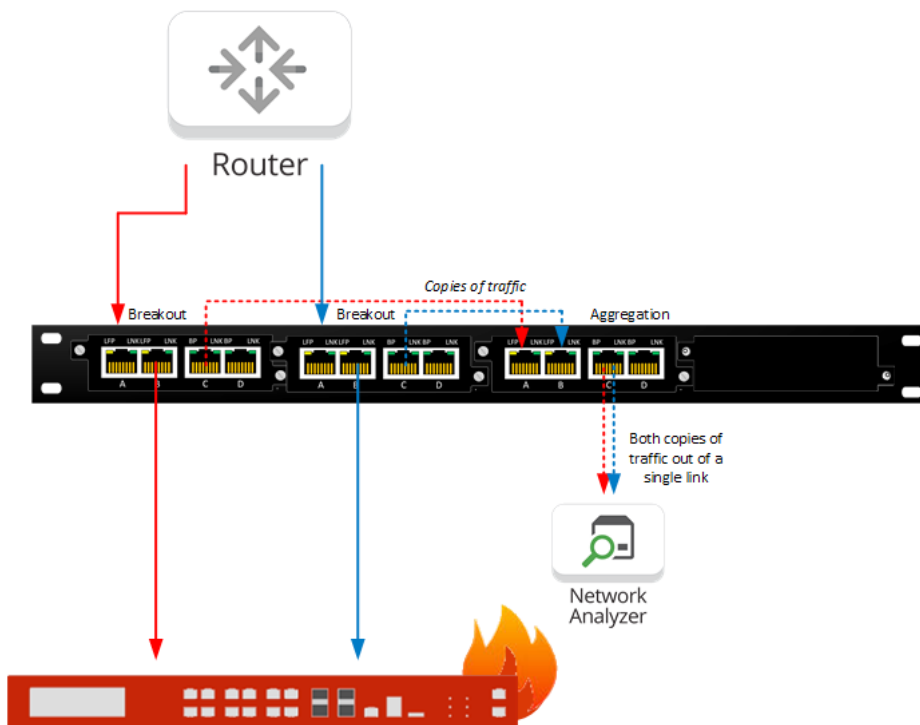 Router
Copies of traffic
Breakout
Breakout
Aggregation
LFP LNK LFP LNK BP LNK BP LNK
LFP LNK LFP LNK BP LNK BP LNK
LFP LNK LFP LNK BP LNK BP LNK
A B C D
A B C D
A B C D
Both copies of
traffic out of a
single link
Network
Analyzer